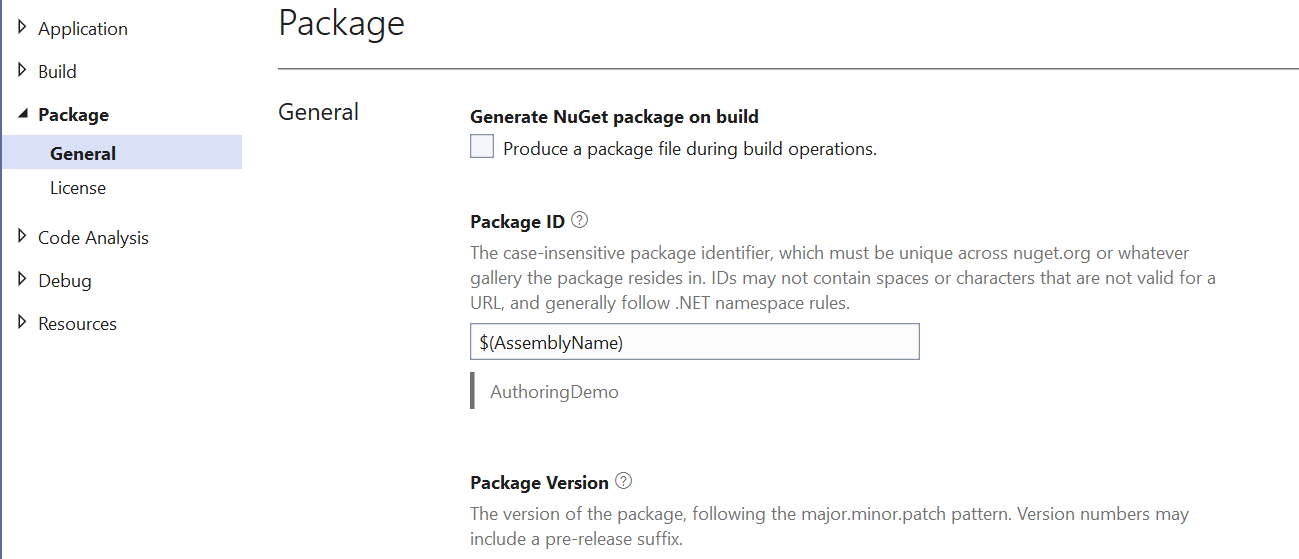 Application
Build
Package
General
License
Code Analysis
Debug
Resources
Package
General
Generate NuGet package on build
Produce a package file during build operations.
Package ID ?
The case-insensitive package identifier, which must be unique across nuget.org or whatever
gallery the package resides in. IDs may not contain spaces or characters that are not valid for a
URL, and generally follow .NET namespace rules.
$(AssemblyName)
AuthoringDemo
Package Version ?
The version of the package, following the major.minor.patch pattern. Version numbers may
include a pre-release suffix.